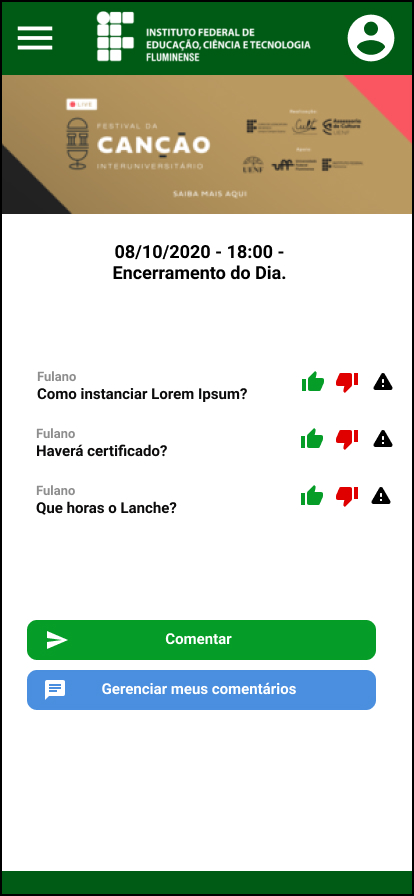 INSTITUTO FEDERAL DE
EDUCAÇÃO, CIÊNCIA E TECNOLOGIA
FLUMINENSE
LIVE
FESTIVAL DA
CANÇÃO
INTERUNIVERSITÁRIO
UENF
uff
SAIBA MAIS AQUI
08/10/2020 - 18:00 -
Encerramento do Dia.
Fulano
Como instanciar Lorem Ipsum?
Fulano
Haverá certificado?
Fulano
Que horas o Lanche?
Comentar
Gerenciar meus comentários